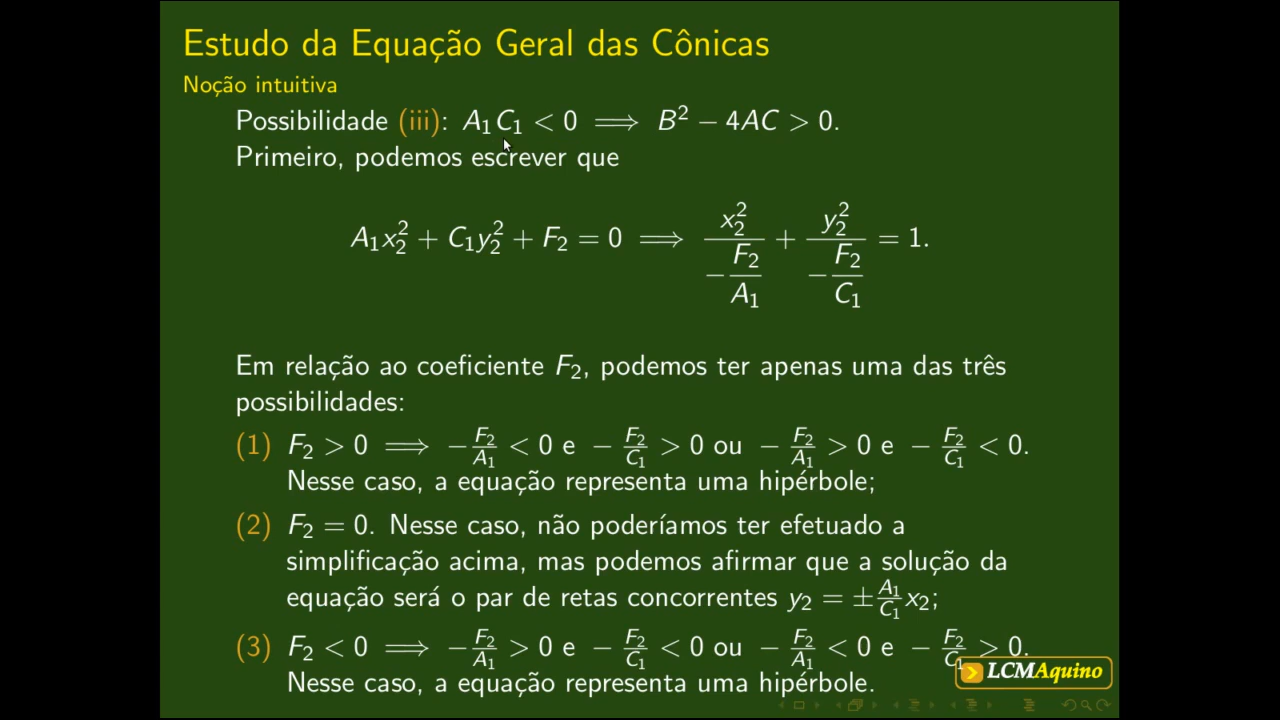 Estudo da Equação Geral das Cônicas
Noção intuitiva
Possibilidade (iii): A₁C₁ < 0 ⟹ B² − 4AC > 0.
Primeiro, podemos escrever que
A₁x₂² + C₁y₂² + F₂ = 0 ⟹ x₂²/(−F₂/A₁) + y₂²/(−F₂/C₁) = 1.
Em relação ao coeficiente F₂, podemos ter apenas uma das três
possibilidades:
(1) F₂ > 0 ⟹ −F₂/A₁ < 0 e −F₂/C₁ > 0 ou −F₂/A₁ > 0 e −F₂/C₁ < 0.
Nesse caso, a equação representa uma hipérbole;
(2) F₂ = 0. Nesse caso, não poderíamos ter efetuado a
simplificação acima, mas podemos afirmar que a solução da
equação será o par de retas concorrentes y₂ = ±A₁/C₁ x₂;
(3) F₂ < 0 ⟹ −F₂/A₁ > 0 e −F₂/C₁ < 0 ou −F₂/A₁ < 0 e −F₂/C₁ > 0.
Nesse caso, a equação representa uma hipérbole.
LCMAquino